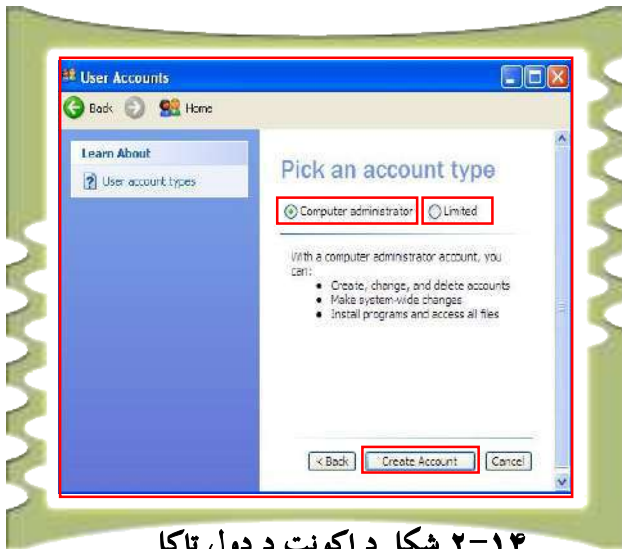 User Accounts
Back Home
Learn About
User account types
Pick an account type
Computer administrator Limited
With a computer administrator account, you
can:
Create, change, and delete accounts
Make system-wide changes
Install programs and access all files
< Back Create Account Cancel
۲-۱۴ شکل د اکونټ د ډول ټاکل